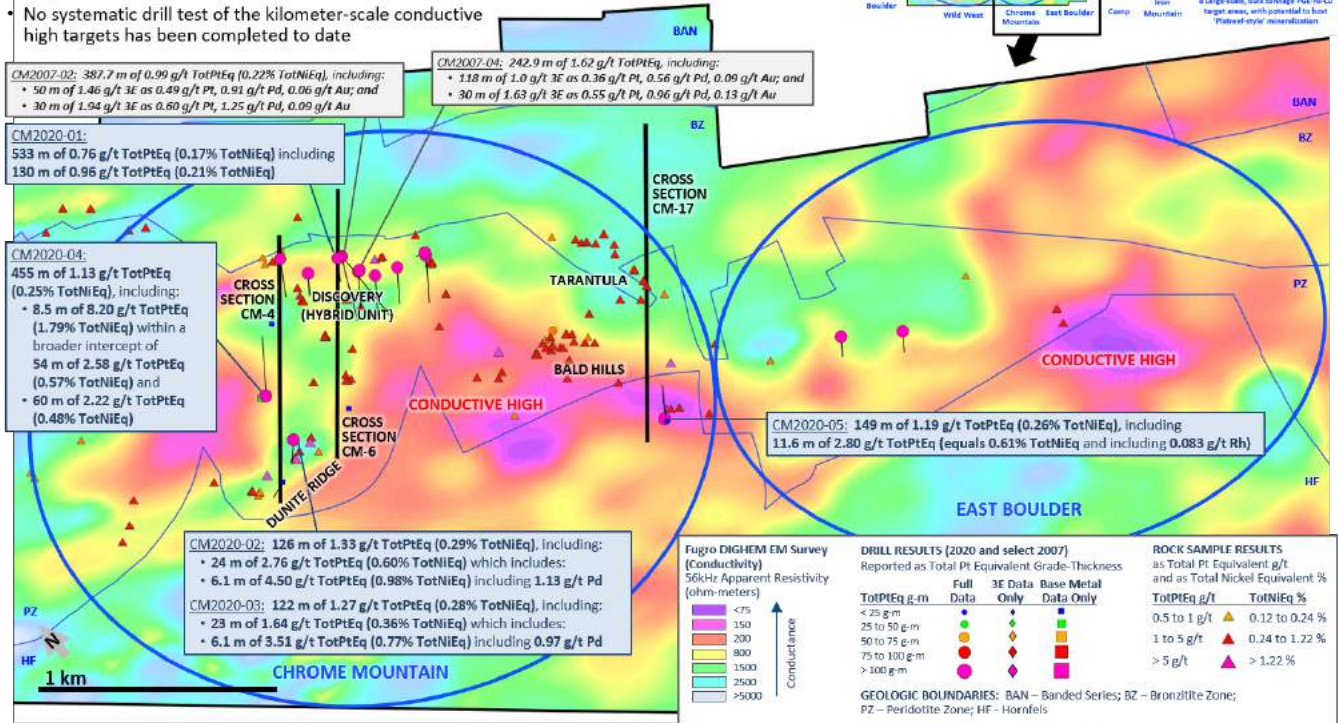 • No systematic drill test of the kilometer-scale conductive
high targets has been completed to date
Boulder
Wild West
Chrome
Mountain
East Boulder
Camp
Iron
Mountain
target areas, with potential to host
'Platreef-style' mineralization
BAN
CM2007-02: 387.7 m of 0.99 g/t TotPtEq (0.22% TotNiEq), including:
• 50 m of 1.46 g/t 3E as 0.49 g/t Pt, 0.91 g/t Pd, 0.06 g/t Au; and
• 30 m of 1.94 g/t 3E as 0.60 g/t Pt, 1.25 g/t Pd, 0.09 g/t Au
CM2007-04: 242.9 m of 1.62 g/t TotPtEq, including:
• 118 m of 1.0 g/t 3E as 0.36 g/t Pt, 0.56 g/t Pd, 0.09 g/t Au; and
• 30 m of 1.63 g/t 3E as 0.55 g/t Pt, 0.96 g/t Pd, 0.13 g/t Au
BZ
BAN
BZ
CM2020-01:
533 m of 0.76 g/t TotPtEq (0.17% TotNiEq) including
130 m of 0.96 g/t TotPtEq (0.21% TotNiEq)
CROSS
SECTION
CM-17
CM2020-04:
455 m of 1.13 g/t TotPtEq
(0.25% TotNiEq), including:
• 8.5 m of 8.20 g/t TotPtEq
(1.79% TotNiEq) within a
broader intercept of
54 m of 2.58 g/t TotPtEq
(0.57% TotNiEq) and
• 60 m of 2.22 g/t TotPtEq
(0.48% TotNiEq)
CROSS
SECTION
CM-4
DISCOVERY
(HYBRID UNIT)
TARANTULA
PZ
BALD HILLS
CONDUCTIVE HIGH
CONDUCTIVE HIGH
CROSS
SECTION
CM-6
DUNITE RIDGE
CM2020-05: 149 m of 1.19 g/t TotPtEq (0.26% TotNiEq), including
11.6 m of 2.80 g/t TotPtEq (equals 0.61% TotNiEq and including 0.083 g/t Rh)
HF
EAST BOULDER
CM2020-02: 126 m of 1.33 g/t TotPtEq (0.29% TotNiEq), including:
• 24 m of 2.76 g/t TotPtEq (0.60% TotNiEq) which includes:
• 6.1 m of 4.50 g/t TotPtEq (0.98% TotNiEq) including 1.13 g/t Pd
CM2020-03: 122 m of 1.27 g/t TotPtEq (0.28% TotNiEq), including:
• 23 m of 1.64 g/t TotPtEq (0.36% TotNiEq) which includes:
• 6.1 m of 3.51 g/t TotPtEq (0.77% TotNiEq) including 0.97 g/t Pd
PZ
N
HF
CHROME MOUNTAIN
1 km
Fugro DIGHEM EM Survey
(Conductivity)
56kHz Apparent Resistivity
(ohm-meters)
<75
150
200
800
1500
2500
>5000
Conductance
DRILL RESULTS (2020 and select 2007)
Reported as Total Pt Equivalent Grade-Thickness
TotPtEq g-m
Full
Data
3E Data
Only
Base Metal
Data Only
< 25 g-m
25 to 50 g-m
50 to 75 g-m
75 to 100 g-m
> 100 g-m
ROCK SAMPLE RESULTS
as Total Pt Equivalent g/t
and as Total Nickel Equivalent %
TotPtEq g/t TotNiEq %
0.5 to 1 g/t 0.12 to 0.24 %
1 to 5 g/t 0.24 to 1.22 %
> 5 g/t > 1.22 %
GEOLOGIC BOUNDARIES: BAN – Banded Series; BZ – Bronzitite Zone;
PZ – Peridotite Zone; HF - Hornfels